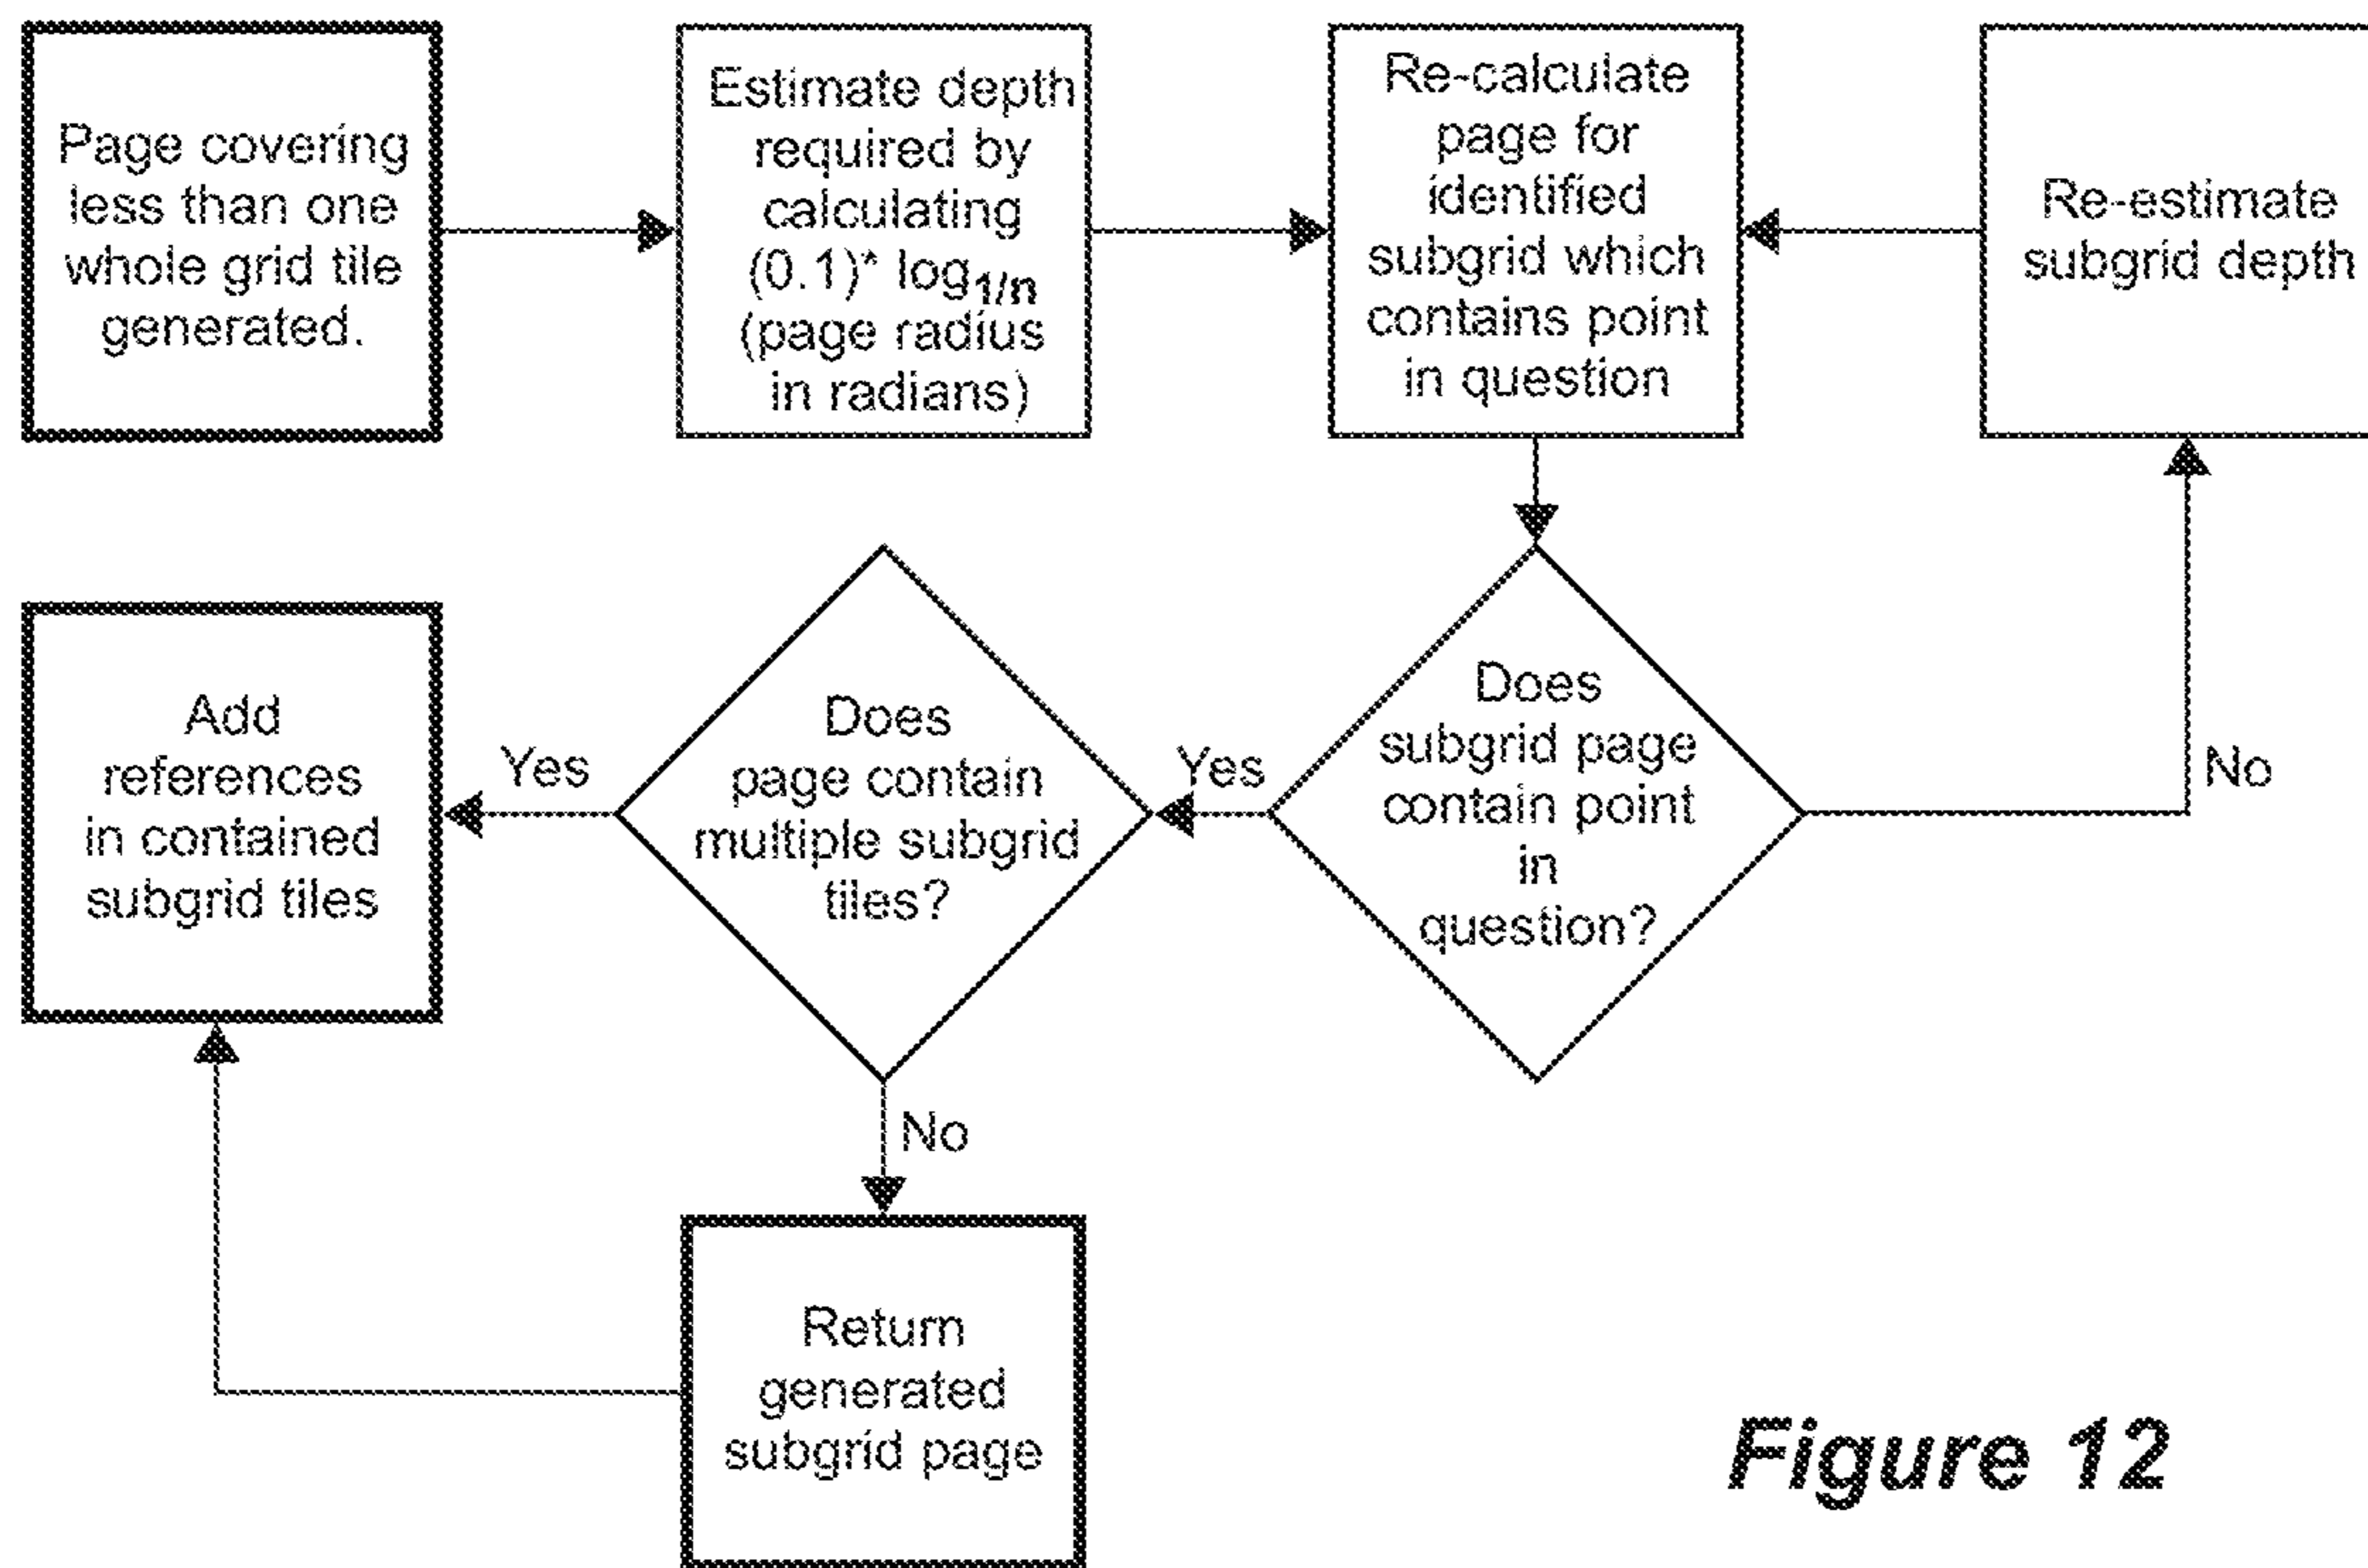 Page covering
less than one
whole grid tile
generated.
Estimate depth
required by
calculating
(0.1)* log1/n
(page radius
in radians)
Re-calculate
page for
identified
subgrid which
contains point
in question
Re-estimate
subgrid depth
Add
references
in contained
subgrid tiles
Yes
Does
page contain
multiple subgrid
tiles?
Yes
Does
subgrid page
contain point
in
question?
No
No
Return
generated
subgrid page
Figure 12